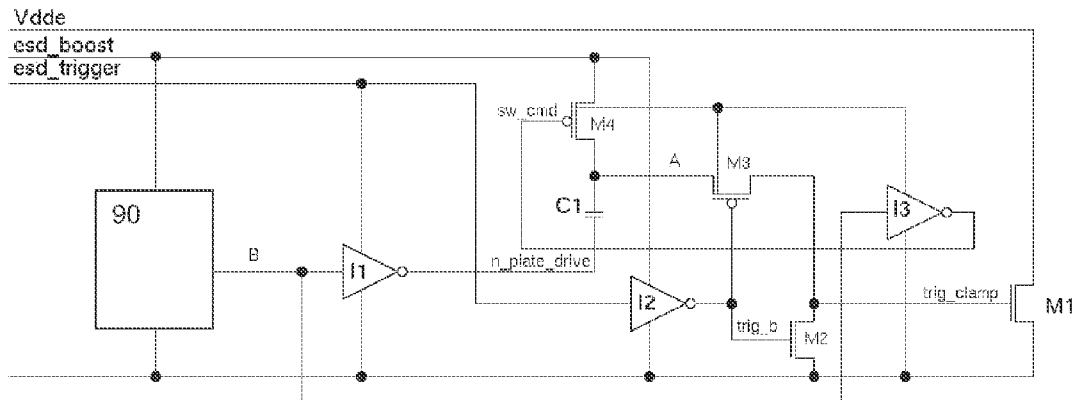 Vdde
esd_boost
esd_trigger
sw_cmd
M4
A
M3
90
C1
I3
B
I1
n_plate_drive
I2
trig_clamp
M1
trig_b
M2